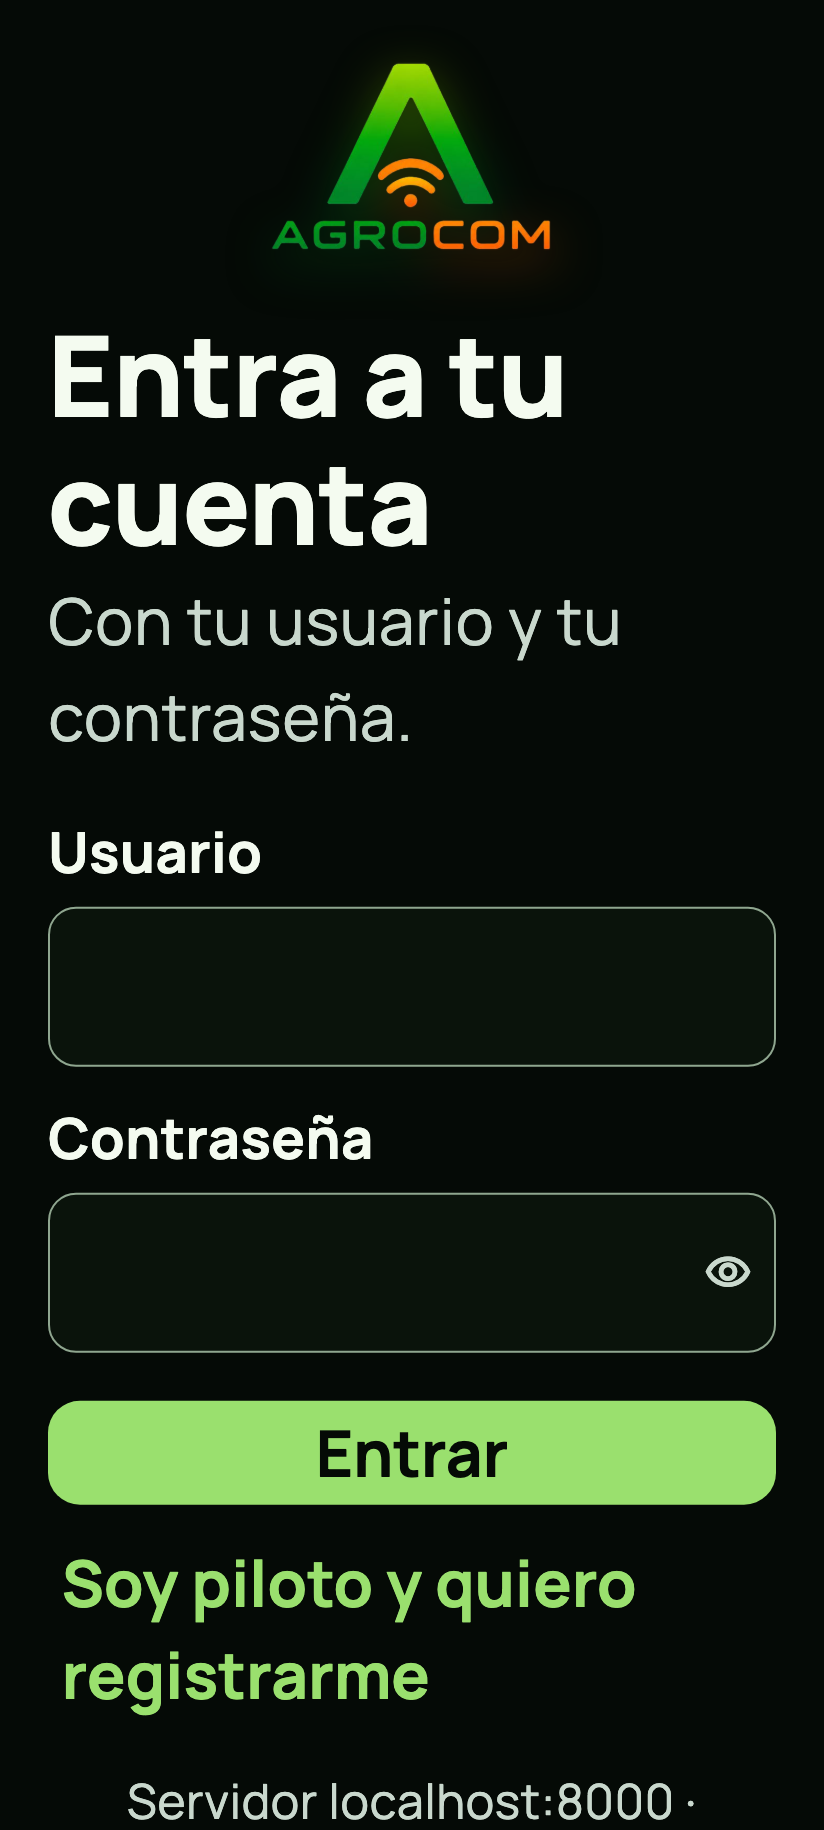 AGROCOM
Entra a tu
cuenta
Con tu usuario y tu
contraseña.
Usuario
Contraseña
Entrar
Soy piloto y quiero
registrarme
Servidor localhost:8000 ·